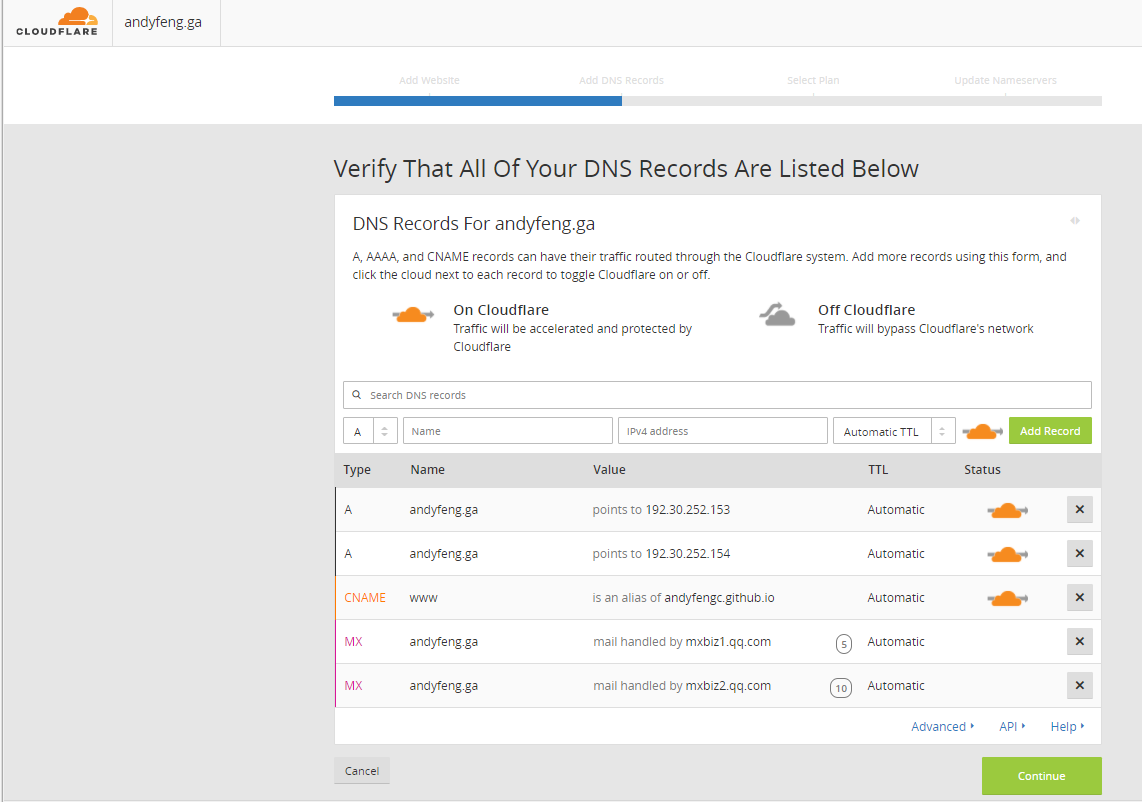 CLOUDFLARE andyfeng.ga
Add Website Add DNS Records Select Plan Update Nameservers
Verify That All Of Your DNS Records Are Listed Below
DNS Records For andyfeng.ga
A, AAAA, and CNAME records can have their traffic routed through the Cloudflare system. Add more records using this form, and
click the cloud next to each record to toggle Cloudflare on or off.
On Cloudflare
Traffic will be accelerated and protected by
Cloudflare
Off Cloudflare
Traffic will bypass Cloudflare's network
Search DNS records
A Name IPv4 address Automatic TTL Add Record
Type Name Value TTL Status
A andyfeng.ga points to 192.30.252.153 Automatic ×
A andyfeng.ga points to 192.30.252.154 Automatic ×
CNAME www is an alias of andyfengc.github.io Automatic ×
MX andyfeng.ga mail handled by mxbiz1.qq.com 5 Automatic ×
MX andyfeng.ga mail handled by mxbiz2.qq.com 10 Automatic ×
Advanced API Help
Cancel Continue